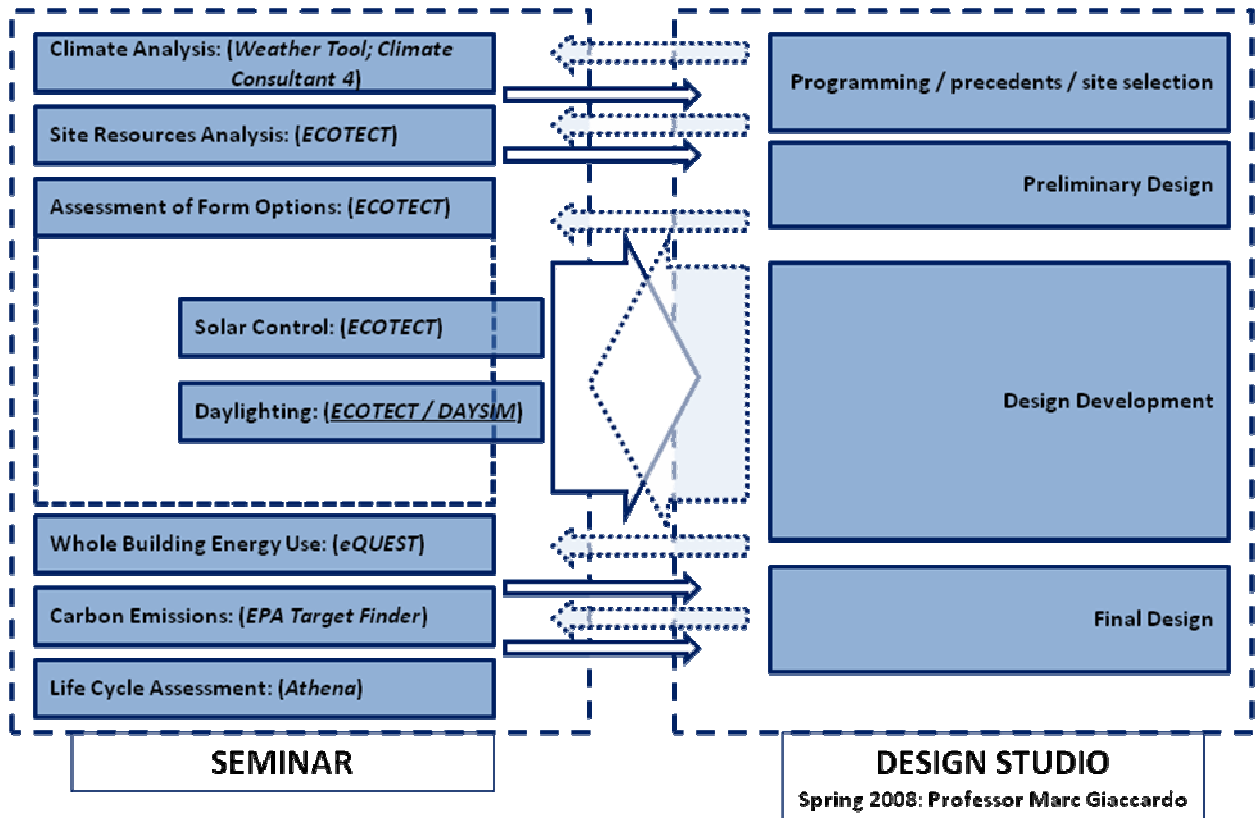 Climate Analysis: (Weather Tool; Climate
Consultant 4)
Site Resources Analysis: (ECOTECT)
Assessment of Form Options: (ECOTECT)
Solar Control: (ECOTECT)
Daylighting: (ECOTECT / DAYSIM)
Whole Building Energy Use: (eQUEST)
Carbon Emissions: (EPA Target Finder)
Life Cycle Assessment: (Athena)
SEMINAR
Programming / precedents / site selection
Preliminary Design
Design Development
Final Design
DESIGN STUDIO
Spring 2008: Professor Marc Giaccardo